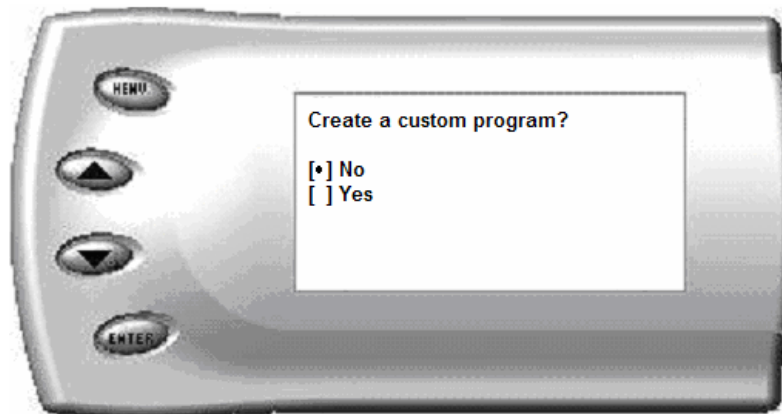 MENU
Create a custom program?
[•] No
[ ] Yes
ENTER